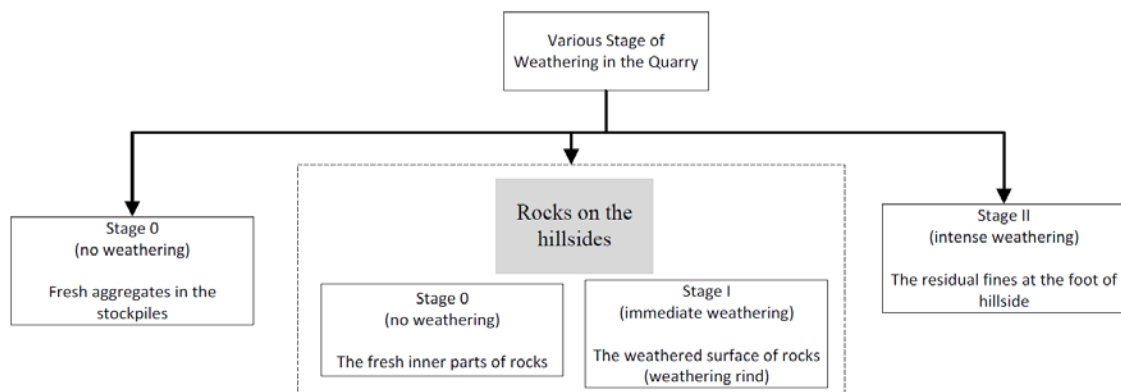 Various Stage of
Weathering in the Quarry
Stage 0
(no weathering)
Fresh aggregates in the
stockpiles
Rocks on the
hillsides
Stage 0
(no weathering)
The fresh inner parts of rocks
Stage I
(immediate weathering)
The weathered surface of rocks
(weathering rind)
Stage II
(intense weathering)
The residual fines at the foot of
hillside